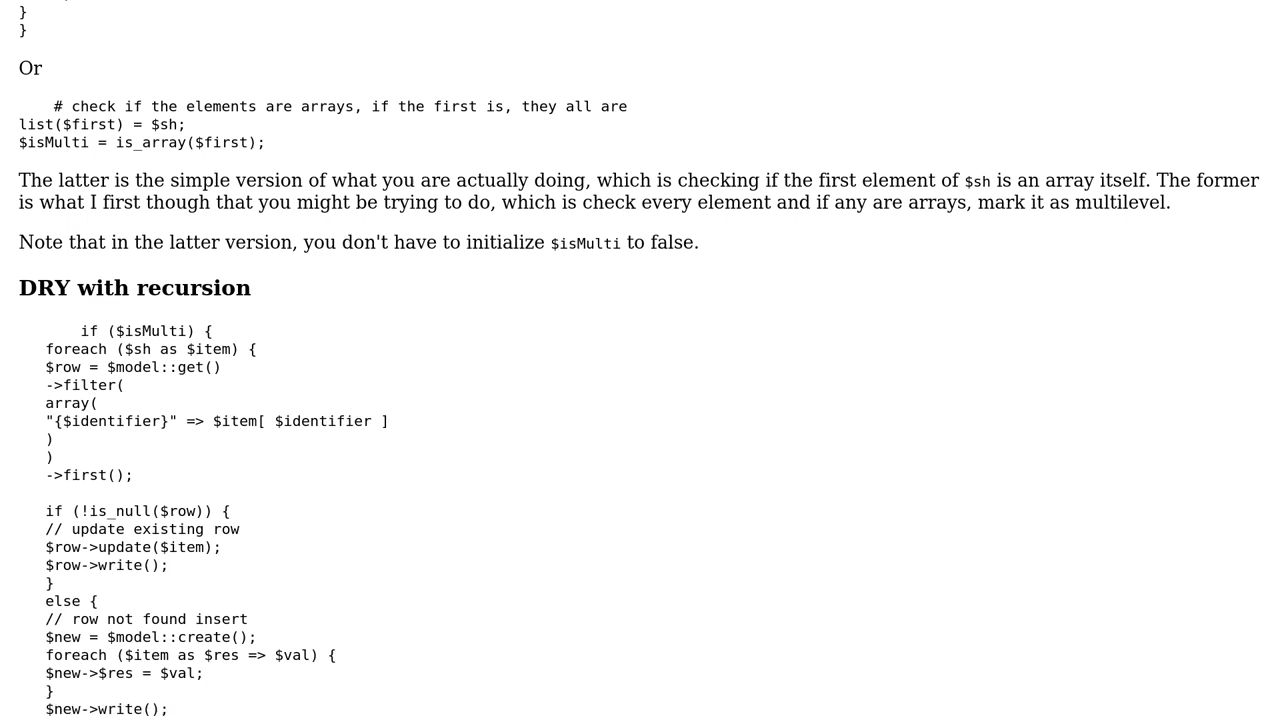 }
}
Or
# check if the elements are arrays, if the first is, they all are
list($first) = $sh;
$isMulti = is_array($first);
The latter is the simple version of what you are actually doing, which is checking if the first element of $sh is an array itself. The former
is what I first though that you might be trying to do, which is check every element and if any are arrays, mark it as multilevel.
Note that in the latter version, you don't have to initialize $isMulti to false.
DRY with recursion
if ($isMulti) {
foreach ($sh as $item) {
$row = $model::get()
->filter(
array(
"{$identifier}" => $item[ $identifier ]
)
)
->first();
if (!is_null($row)) {
// update existing row
$row->update($item);
$row->write();
}
else {
// row not found insert
$new = $model::create();
foreach ($item as $res => $val) {
$new->$res = $val;
}
$new->write();